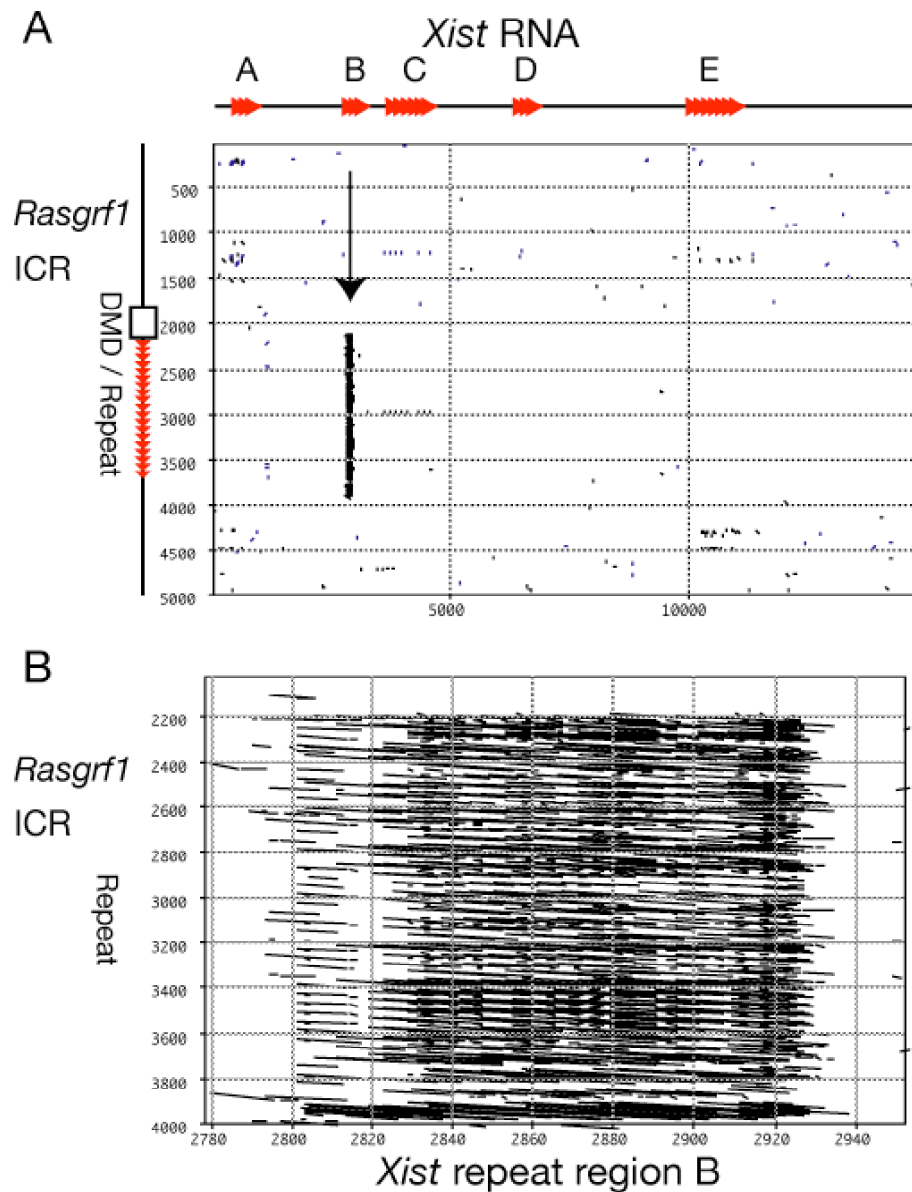 A
Xist RNA
A B C D E
Rasgrf1
ICR
DMD / Repeat
500
1000
1500
2000
2500
3000
3500
4000
4500
5000
5000 10000
B
Rasgrf1
ICR
Repeat
2200
2400
2600
2800
3000
3200
3400
3600
3800
4000
2780 2800 2820 2840 2860 2880 2900 2920 2940
Xist repeat region B